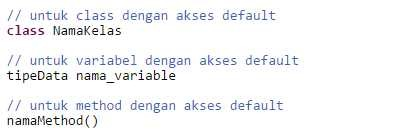 // untuk class dengan akses default
class NamaKelas
// untuk variabel dengan akses default
tipeData nama_variable
// untuk method dengan akses default
namaMethod()